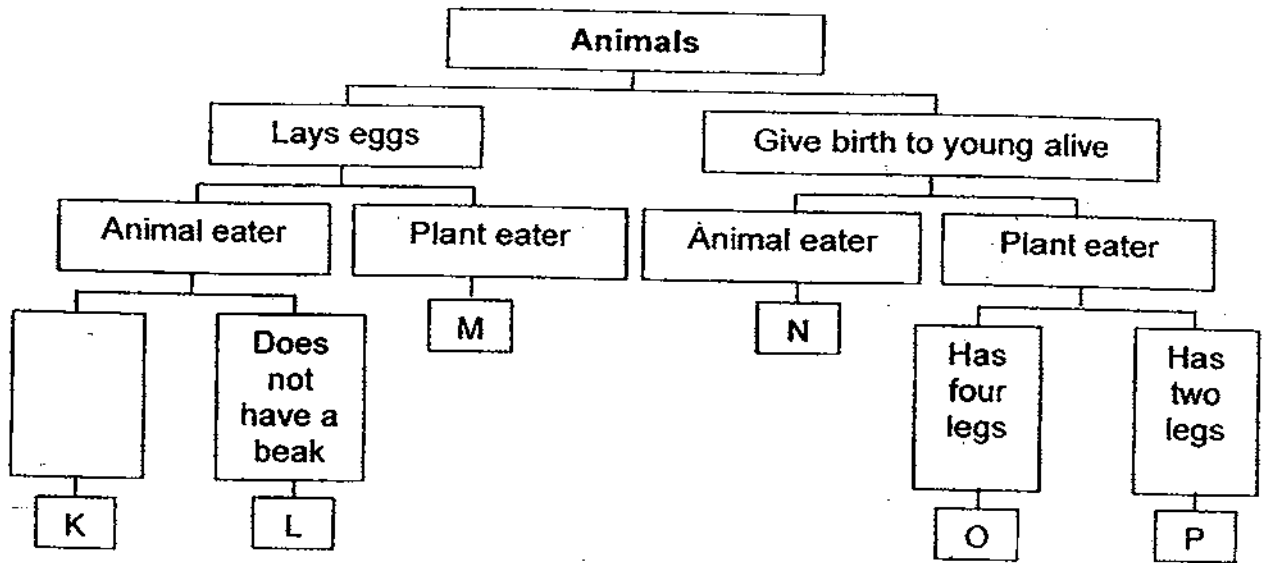 Animals
Lays eggs
Give birth to young alive
Animal eater
Plant eater
Animal eater
Plant eater
M
N
Does
not
have a
beak
Has
four
legs
Has
two
legs
K
L
O
P